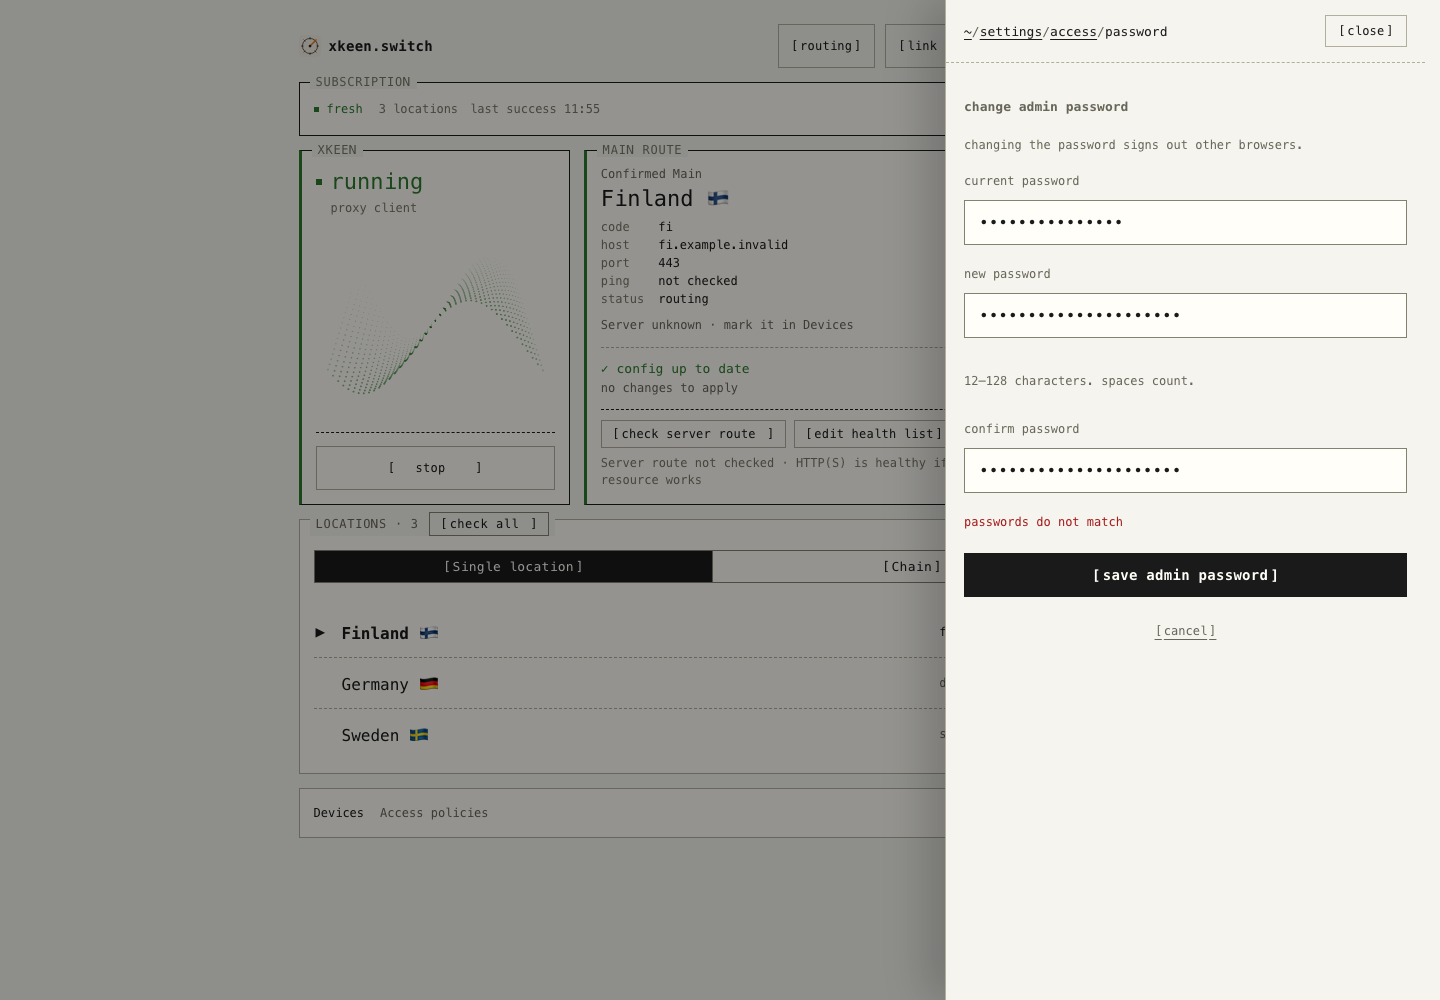 xkeen.switch
[routing] [link
SUBSCRIPTION
fresh 3 locations last success 11:55
XKEEN
running
proxy client
[ stop ]
MAIN ROUTE
Confirmed Main
Finland
code fi
host fi.example.invalid
port 443
ping not checked
status routing
Server unknown · mark it in Devices
✓ config up to date
no changes to apply
[check server route ] [edit health list]
Server route not checked · HTTP(S) is healthy if
resource works
LOCATIONS · 3 [check all ]
[Single location] [Chain]
▶ Finland
Germany
Sweden
Devices Access policies
~/settings/access/password [close]
change admin password
changing the password signs out other browsers.
current password
•••••••••••••••
new password
•••••••••••••••••••••
12–128 characters. spaces count.
confirm password
•••••••••••••••••••••
passwords do not match
[save admin password]
[cancel]